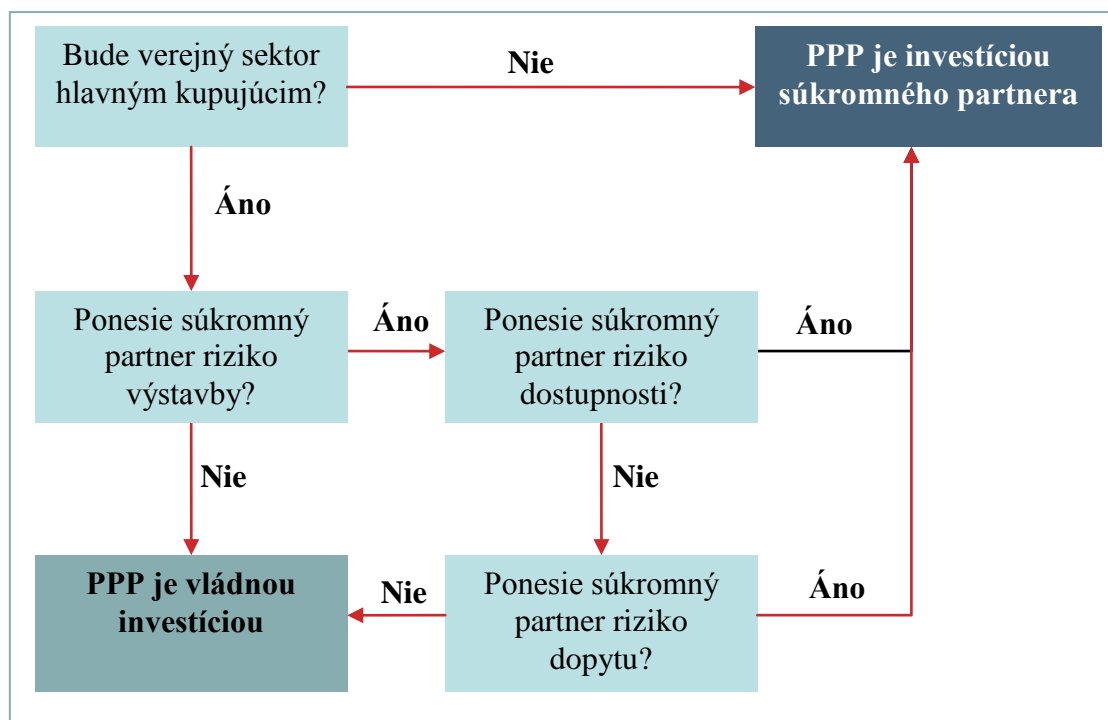 Bude verejný sektor
hlavným kupujúcim?
Nie
PPP je investíciou
súkromného partnera
Áno
Ponesie súkromný
partner riziko
výstavby?
Áno
Ponesie súkromný
partner riziko
dostupnosti?
Áno
Nie
Nie
PPP je vládnou
investíciou
Nie
Ponesie súkromný
partner riziko
dopytu?
Áno